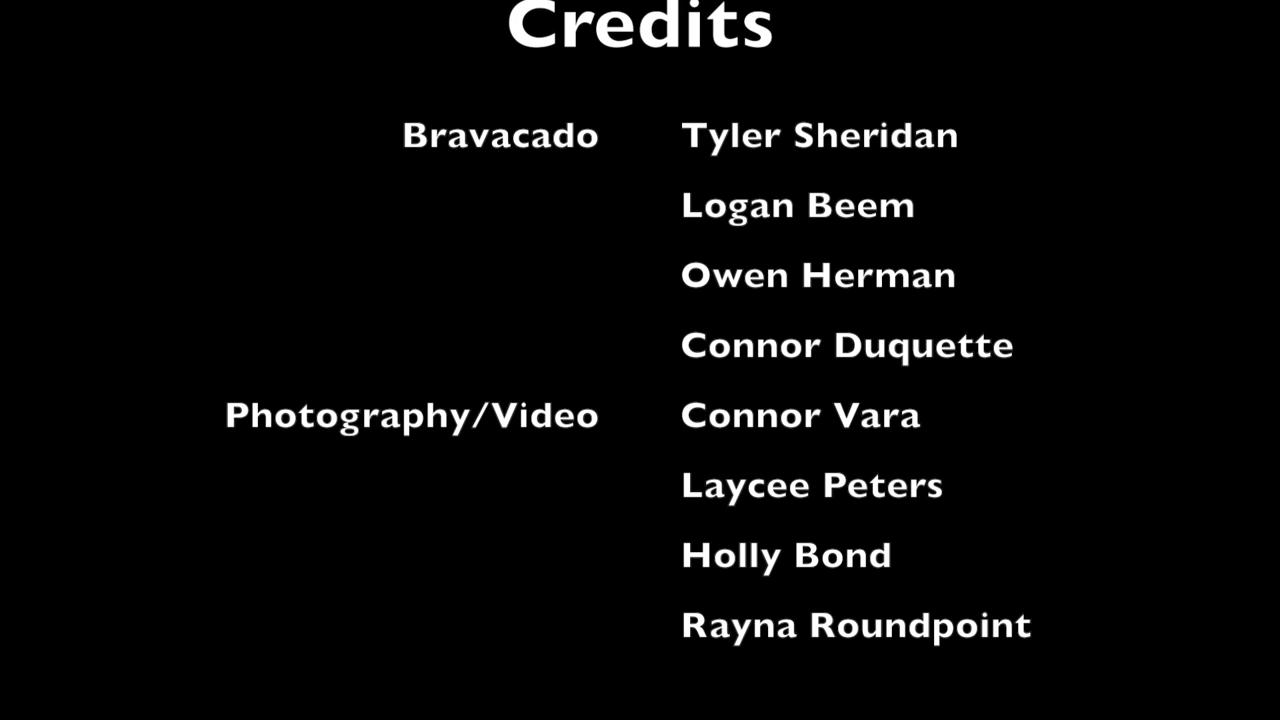 Credits
Bravacado Tyler Sheridan
Logan Beem
Owen Herman
Connor Duquette
Photography/Video Connor Vara
Laycee Peters
Holly Bond
Rayna Roundpoint